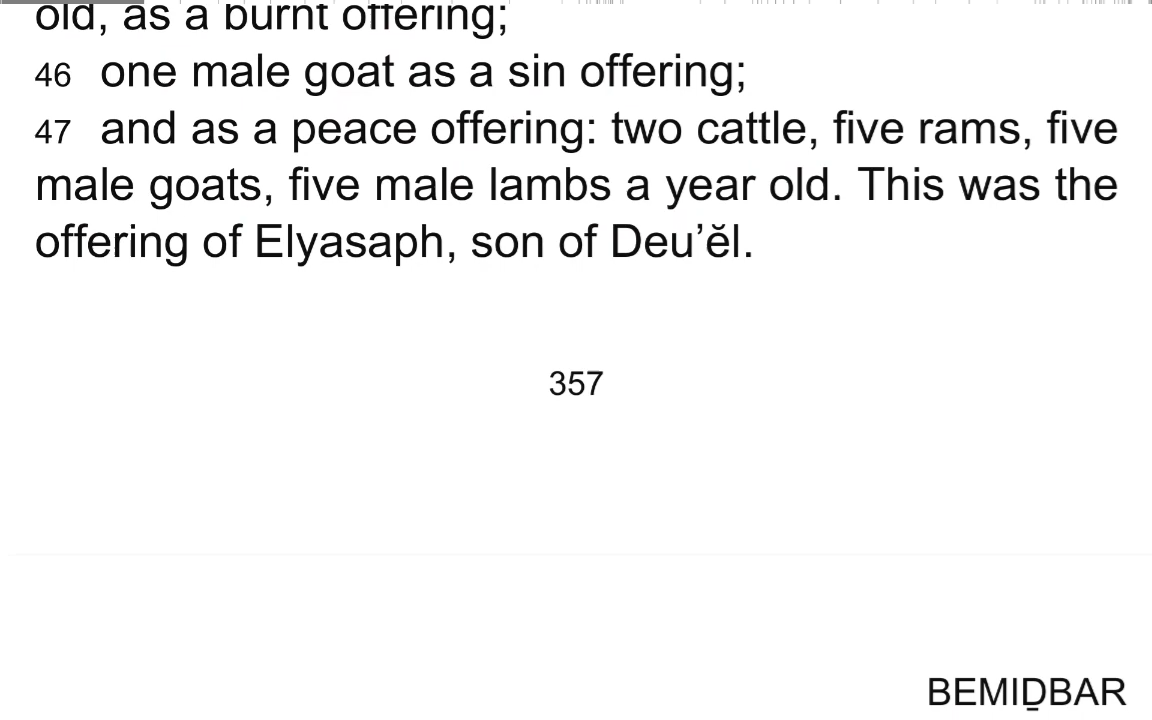 old, as a burnt offering;
46 one male goat as a sin offering;
47 and as a peace offering: two cattle, five rams, five
male goats, five male lambs a year old. This was the
offering of Elyasaph, son of Deu’ĕl.
357
BEMIḎBAR